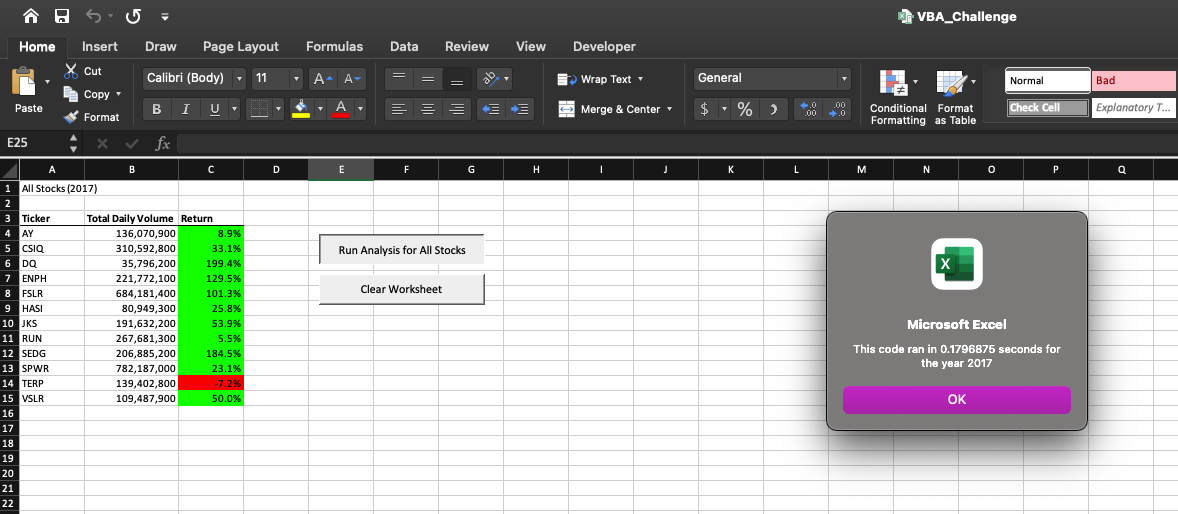 VBA_Challenge
Home Insert Draw Page Layout Formulas Data Review View Developer
Paste
Cut
Copy
Format
Calibri (Body) 11 A A
B I U A
Wrap Text
Merge & Center
General
$ % .0 .00
.00 .0
Conditional Formatting
Format as Table
Normal Bad
Check Cell Explanatory T...
E25 fx
A B C D E F G H I J K L M N O P Q
1 All Stocks (2017)
2
3 Ticker Total Daily Volume Return
4 AY 136,070,900 8.9%
5 CSIQ 310,592,800 33.1%
6 DQ 35,796,200 199.4%
7 ENPH 221,772,100 129.5%
8 FSLR 684,181,400 101.3%
9 HASI 80,949,300 25.8%
10 JKS 191,632,200 53.9%
11 RUN 267,681,300 5.5%
12 SEDG 206,885,200 184.5%
13 SPWR 782,187,000 23.1%
14 TERP 139,402,800 -7.2%
15 VSLR 109,487,900 50.0%
16
17
18
19
20
21
22
Run Analysis for All Stocks
Clear Worksheet
X
Microsoft Excel
This code ran in 0.1796875 seconds for
the year 2017
OK